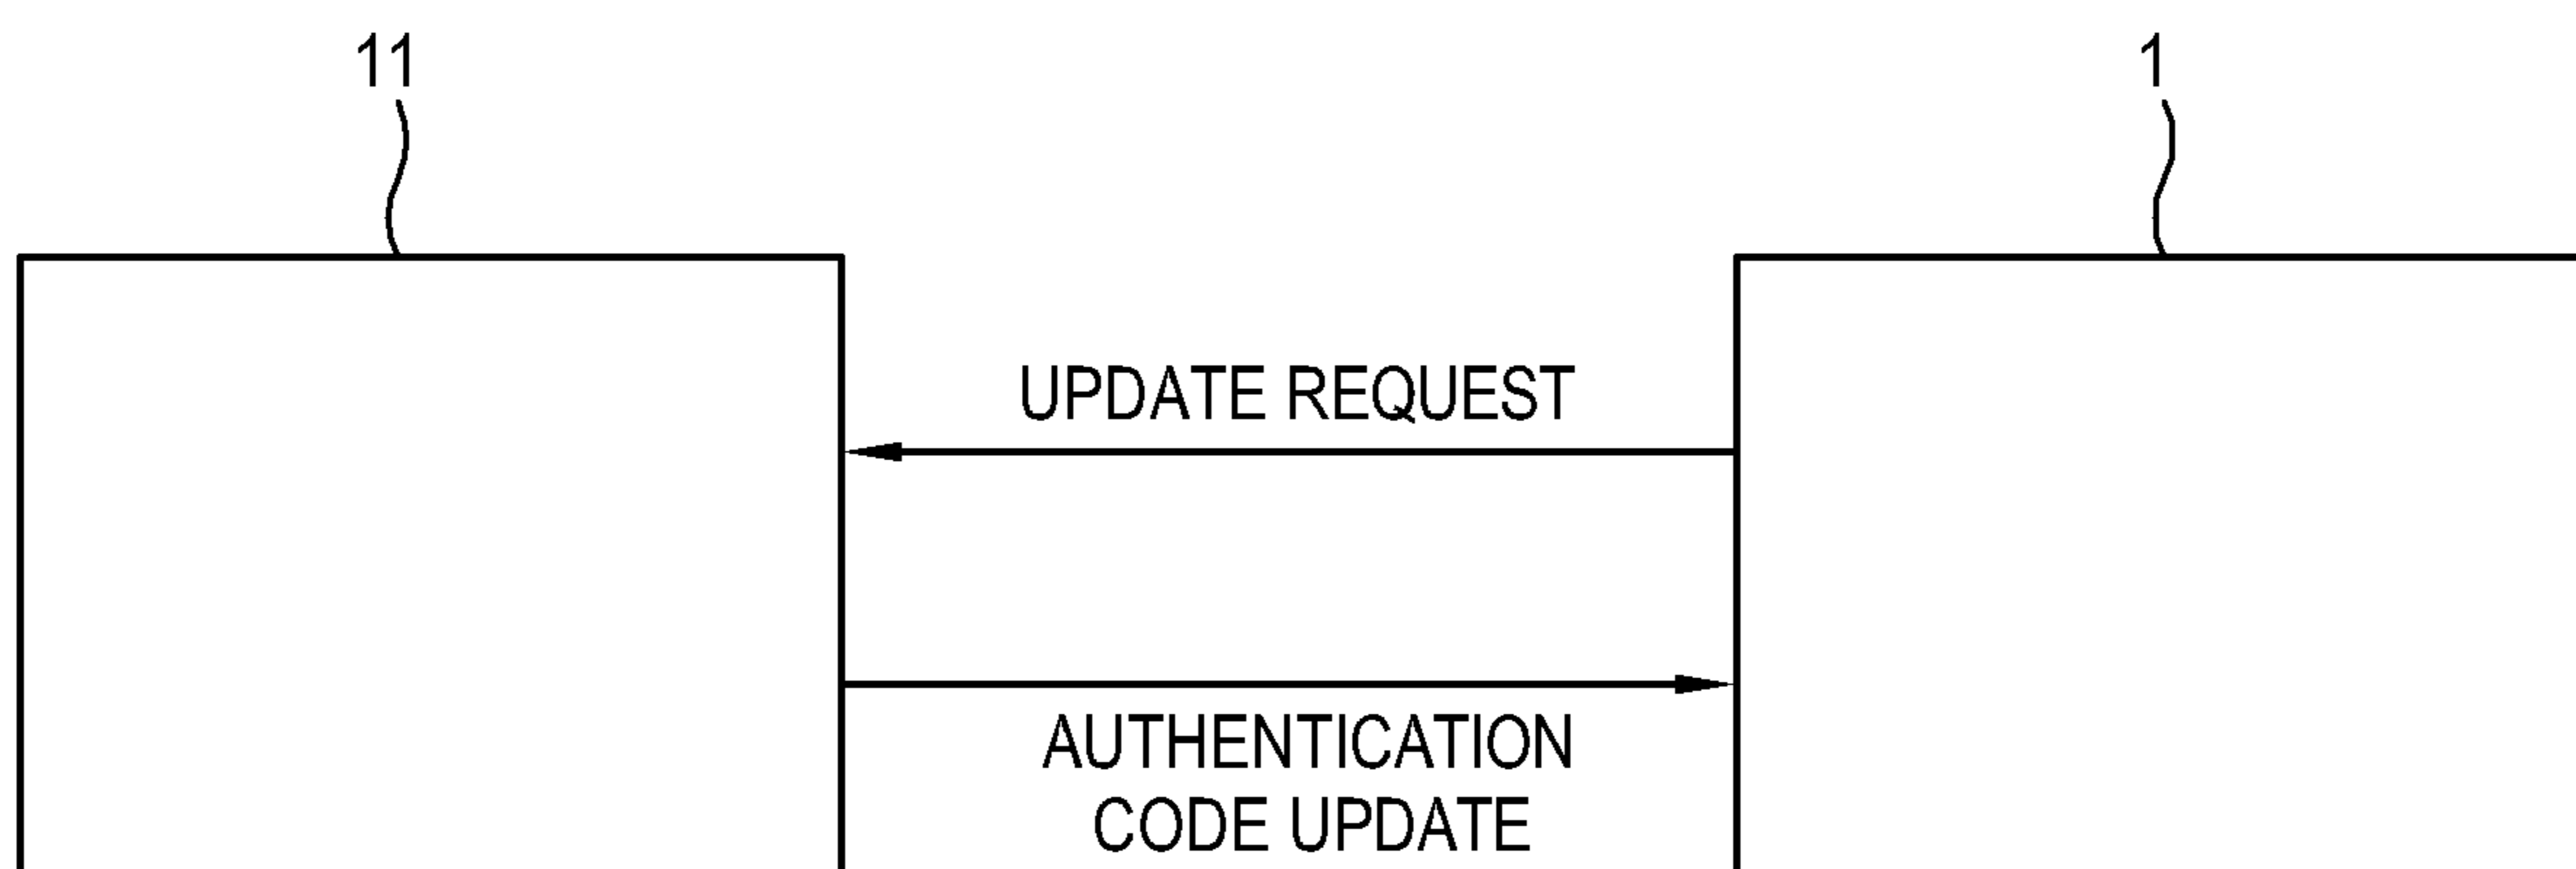 11
1
UPDATE REQUEST
AUTHENTICATION
CODE UPDATE